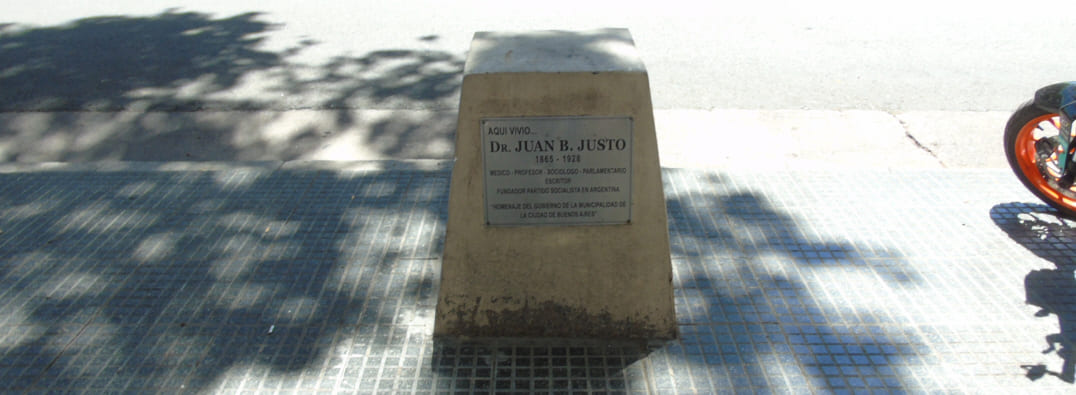 AQUI VIVIO...
DR. JUAN B. JUSTO
1865 - 1928
MEDICO - PROFESOR - SOCIOLOGO - PARLAMENTARIO
ESCRITOR
FUNDADOR PARTIDO SOCIALISTA EN ARGENTINA
"HOMENAJE DEL GOBIERNO DE LA MUNICIPALIDAD DE
LA CIUDAD DE BUENOS AIRES"